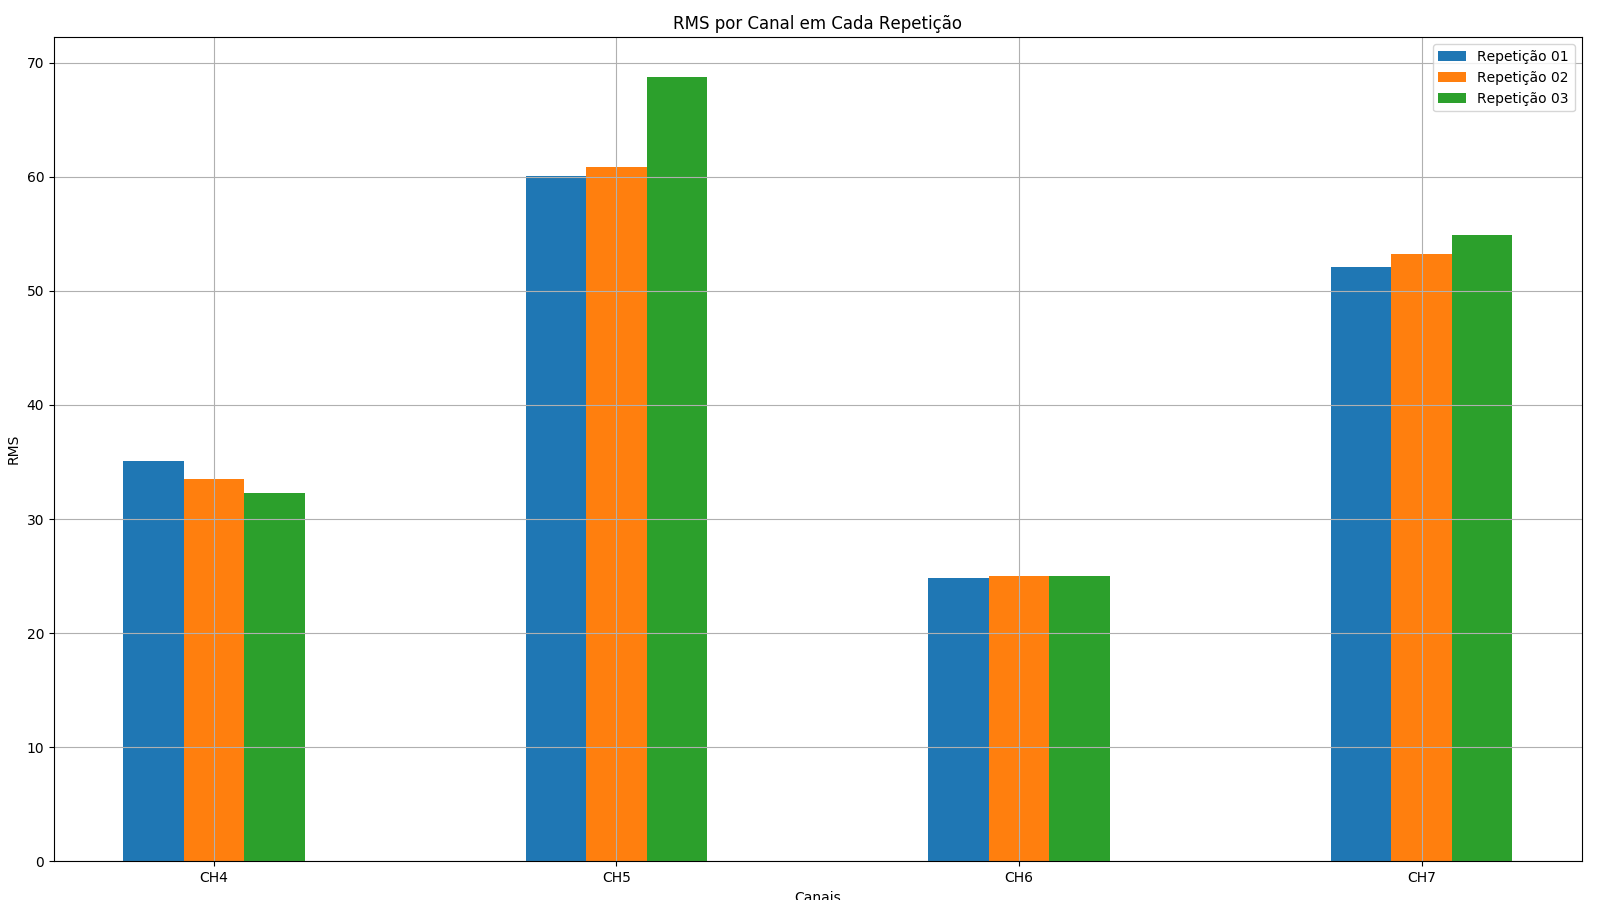 RMS por Canal em Cada Repetição
Repetição 01
Repetição 02
Repetição 03
RMS
70
60
50
40
30
20
10
0
CH4 CH5 CH6 CH7
Canais